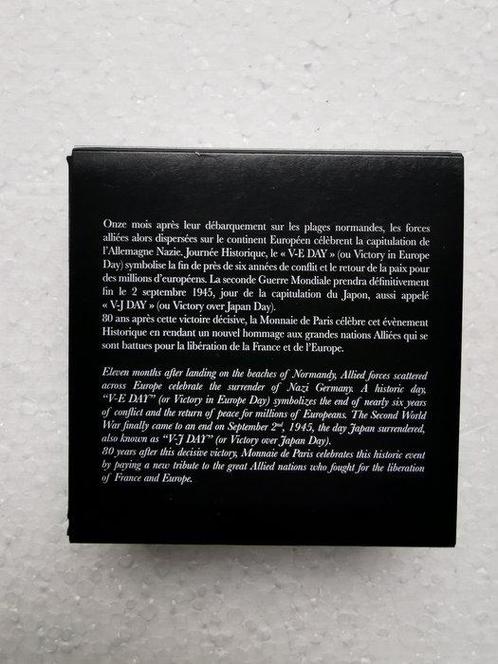 Onze mois après leur débarquement sur les plages normandes, les forces
alliées alors dispersées sur le continent Européen célèbrent la capitulation de
l'Allemagne Nazie. Journée Historique, le « V-E DAY » (ou Victory in Europe
Day) symbolise la fin de près de six années de conflit et le retour de la paix pour
des millions d'européens. La seconde Guerre Mondiale prendra définitivement
fin le 2 septembre 1945, jour de la capitulation du Japon, aussi appelé
« V-J DAY » (ou Victory over Japan Day).
80 ans après cette victoire décisive, la Monnaie de Paris célèbre cet évènement
Historique en rendant un nouvel hommage aux grandes nations Alliées qui se
sont battues pour la libération de la France et de l'Europe.
Eleven months after landing on the beaches of Normandy, Allied forces scattered
across Europe celebrate the surrender of Nazi Germany. A historic day,
"V-E DAY" (or Victory in Europe Day) symbolizes the end of nearly six years
of conflict and the return of peace for millions of Europeans. The Second World
War finally came to an end on September 2nd, 1945, the day Japan surrendered,
also known as "V-J DAY" (or Victory over Japan Day).
80 years after this decisive victory, Monnaie de Paris celebrates this historic event
by paying a new tribute to the great Allied nations who fought for the liberation
of France and Europe.